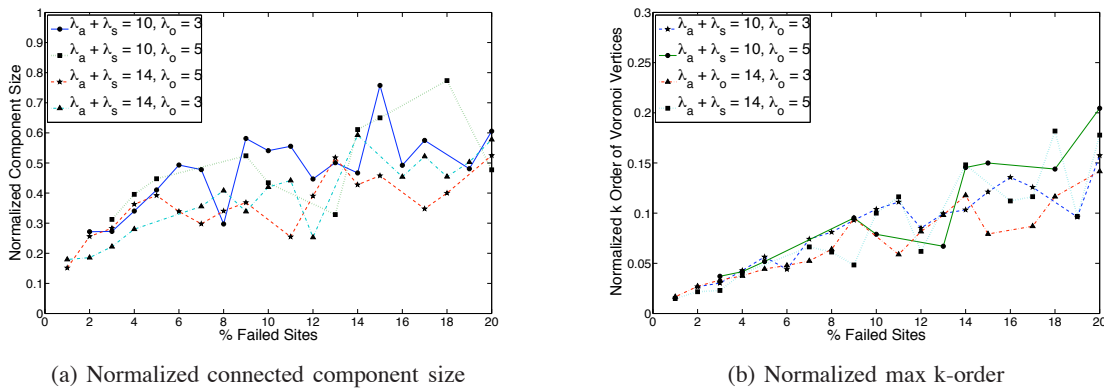 λa + λs = 10, λo = 3
λa + λs = 10, λo = 5
λa + λs = 14, λo = 5
λa + λs = 14, λo = 3
Normalized Component Size
1
0.9
0.8
0.7
0.6
0.5
0.4
0.3
0.2
0.1
0
0 2 4 6 8 10 12 14 16 18 20
% Failed Sites
(a) Normalized connected component size
λa + λs = 10, λo = 3
λa + λs = 10, λo = 5
λa + λs = 14, λo = 3
λa + λs = 14, λo = 5
Normalized k Order of Voronoi Vertices
0.25
0.2
0.15
0.1
0.05
0
0 2 4 6 8 10 12 14 16 18 20
% Failed Sites
(b) Normalized max k-order